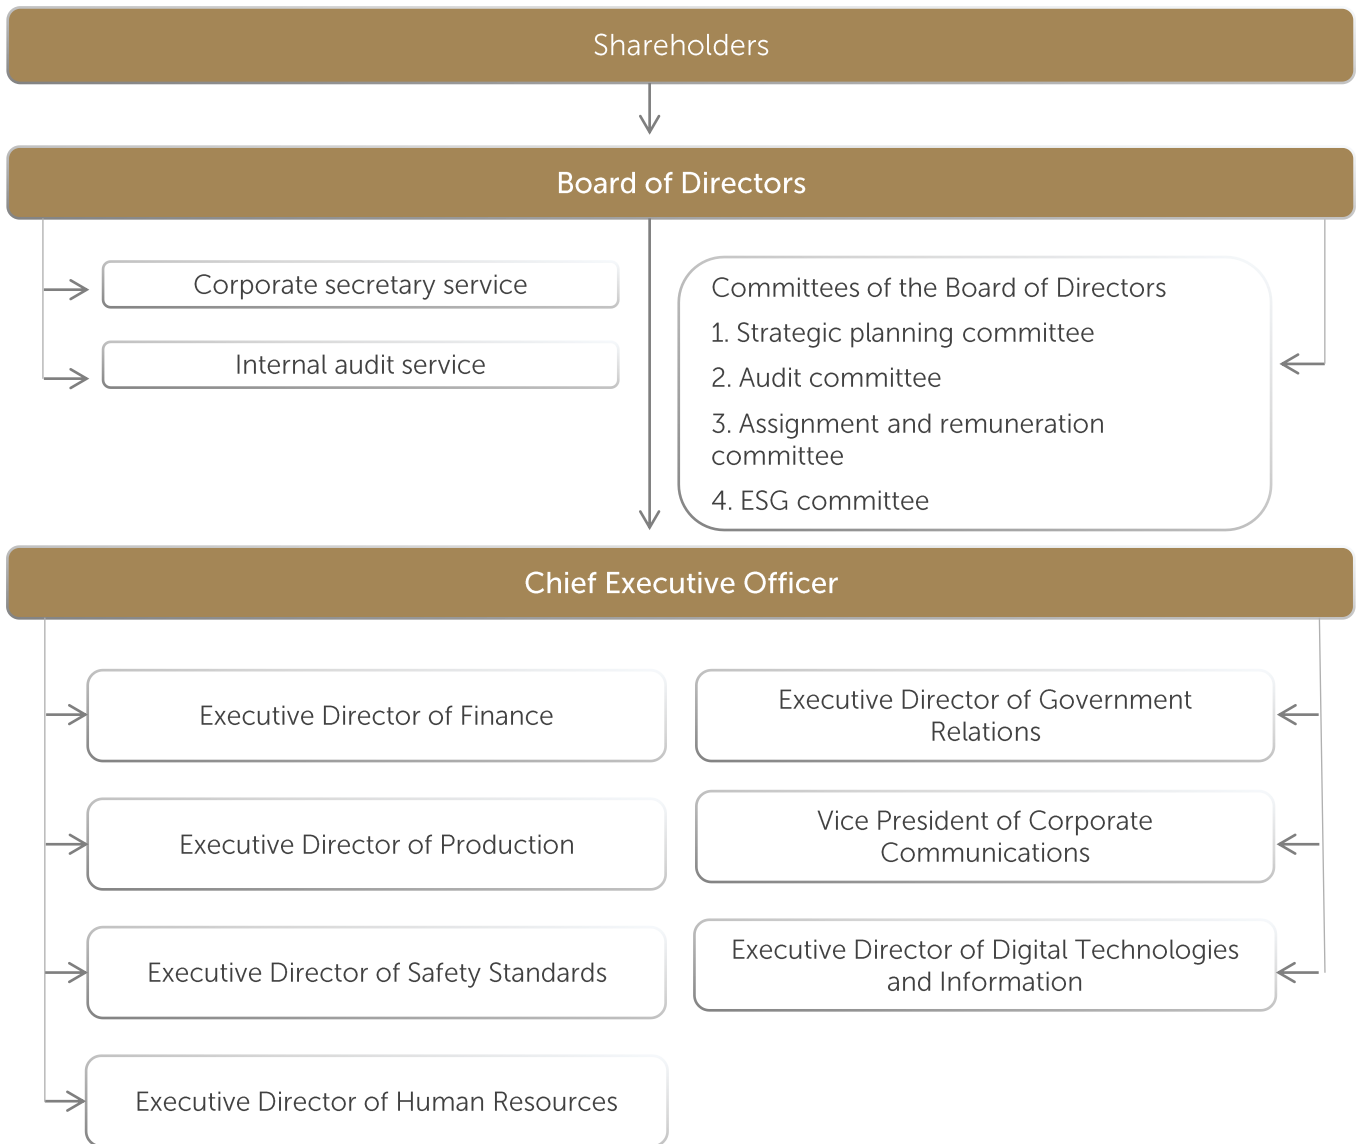 Shareholders
Board of Directors
Corporate secretary service
Internal audit service
Committees of the Board of Directors
1. Strategic planning committee
2. Audit committee
3. Assignment and remuneration
committee
4. ESG committee
Chief Executive Officer
Executive Director of Finance
Executive Director of Production
Executive Director of Safety Standards
Executive Director of Human Resources
Executive Director of Government
Relations
Vice President of Corporate
Communications
Executive Director of Digital Technologies
and Information